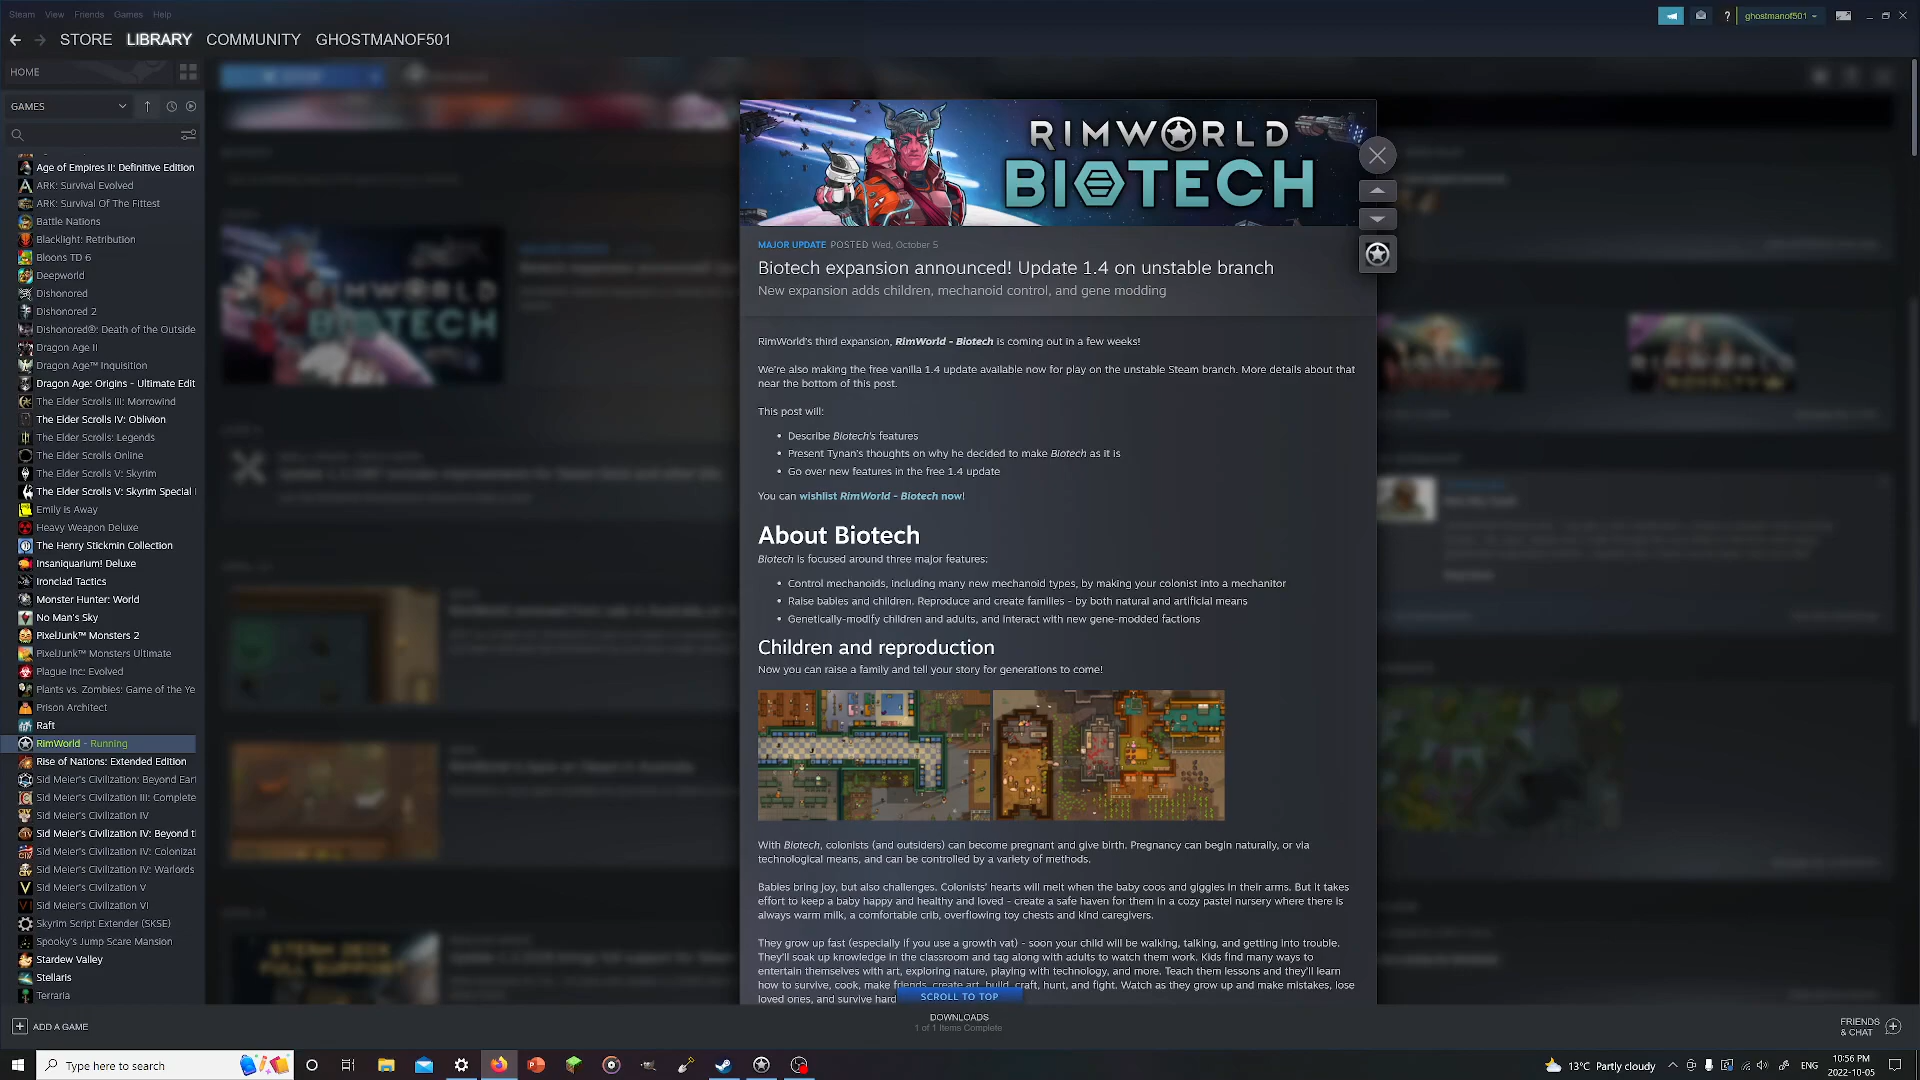 Steam View Friends Games Help
? ghostmanof501
STORE LIBRARY COMMUNITY GHOSTMANOF501
HOME
GAMES
Age of Empires II: Definitive Edition
ARK: Survival Evolved
ARK: Survival Of The Fittest
Battle Nations
Blacklight: Retribution
Bloons TD 6
Deepworld
Dishonored
Dishonored 2
Dishonored®: Death of the Outside
Dragon Age II
Dragon Age™ Inquisition
Dragon Age: Origins - Ultimate Edit
The Elder Scrolls III: Morrowind
The Elder Scrolls IV: Oblivion
The Elder Scrolls: Legends
The Elder Scrolls Online
The Elder Scrolls V: Skyrim
The Elder Scrolls V: Skyrim Special
Emily is Away
Heavy Weapon Deluxe
The Henry Stickmin Collection
Insaniquarium! Deluxe
Ironclad Tactics
Monster Hunter: World
No Man's Sky
PixelJunk™ Monsters 2
PixelJunk™ Monsters Ultimate
Plague Inc: Evolved
Plants vs. Zombies: Game of the Ye
Prison Architect
Raft
RimWorld - Running
Rise of Nations: Extended Edition
Sid Meier's Civilization: Beyond Eart
Sid Meier's Civilization III: Complete
Sid Meier's Civilization IV
Sid Meier's Civilization IV: Beyond t
Sid Meier's Civilization IV: Colonizat
Sid Meier's Civilization IV: Warlords
Sid Meier's Civilization V
Sid Meier's Civilization VI
Skyrim Script Extender (SKSE)
Spooky's Jump Scare Mansion
Stardew Valley
Stellaris
Terraria
ADD A GAME
RIMWORLD
BIOTECH
MAJOR UPDATE POSTED Wed, October 5
Biotech expansion announced! Update 1.4 on unstable branch
New expansion adds children, mechanoid control, and gene modding
RimWorld's third expansion, RimWorld - Biotech is coming out in a few weeks!
We're also making the free vanilla 1.4 update available now for play on the unstable Steam branch. More details about that
near the bottom of this post.
This post will:
• Describe Biotech's features
• Present Tynan's thoughts on why he decided to make Biotech as it is
• Go over new features in the free 1.4 update
You can wishlist RimWorld - Biotech now!
About Biotech
Biotech is focused around three major features:
• Control mechanoids, including many new mechanoid types, by making your colonist into a mechanitor
• Raise babies and children. Reproduce and create families - by both natural and artificial means
• Genetically-modify children and adults, and interact with new gene-modded factions
Children and reproduction
Now you can raise a family and tell your story for generations to come!
With Biotech, colonists (and outsiders) can become pregnant and give birth. Pregnancy can begin naturally, or via
technological means, and can be controlled by a variety of methods.
Babies bring joy, but also challenges. Colonists' hearts will melt when the baby coos and giggles in their arms. But it takes
effort to keep a baby happy and healthy and loved - create a safe haven for them in a cozy pastel nursery where there is
always warm milk, a comfortable crib, overflowing toy chests and kind caregivers.
They grow up fast (especially if you use a growth vat) - soon your child will be walking, talking, and getting into trouble.
They'll soak up knowledge in the classroom and tag along with adults to watch them work. Kids find many ways to
entertain themselves with art, exploring nature, playing with technology, and more. Teach them lessons and they'll learn
how to survive, cook, make friends, create art, build, craft, hunt, and fight. Watch as they grow up and make mistakes, lose
loved ones, and survive hard
SCROLL TO TOP
DOWNLOADS
1 of 1 Items Complete
FRIENDS
& CHAT
Type here to search
13°C Partly cloudy
ENG
10:56 PM
2022-10-05